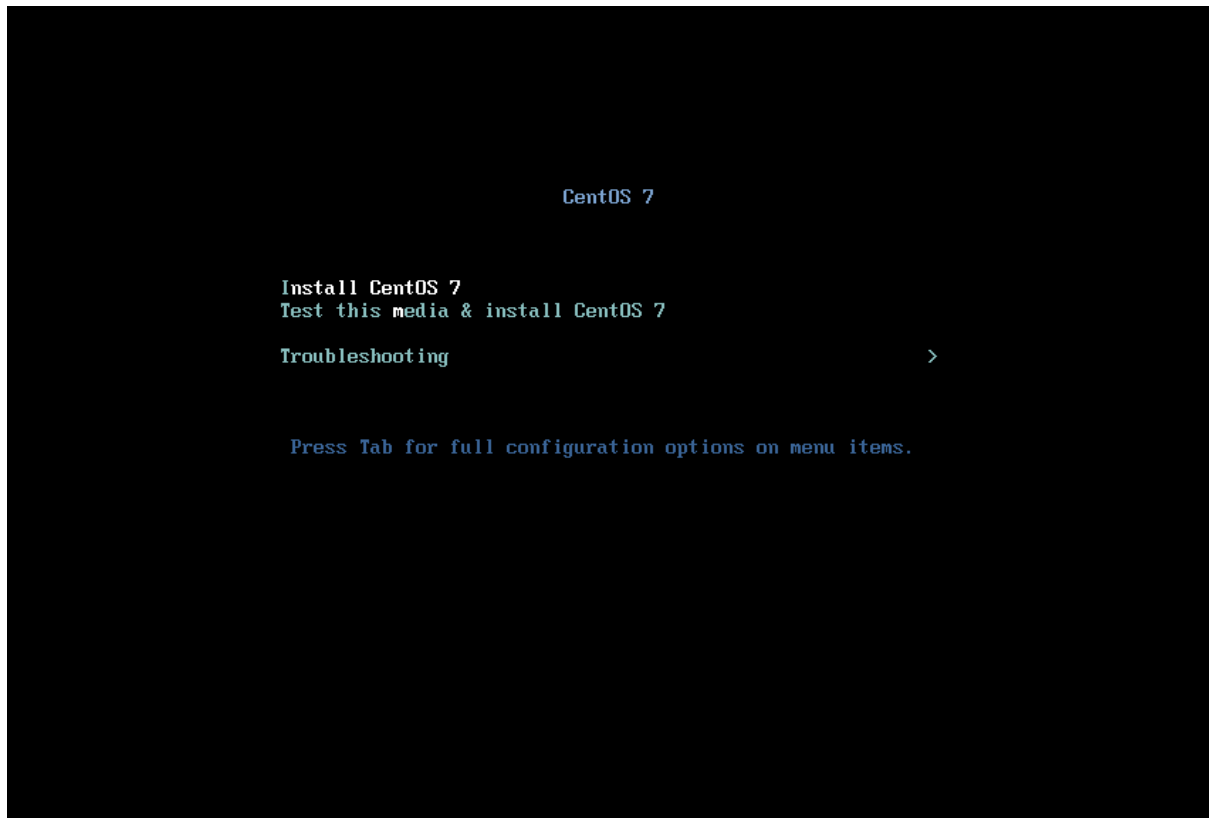 CentOS 7
Install CentOS 7
Test this media & install CentOS 7
Troubleshooting >
Press Tab for full configuration options on menu items.